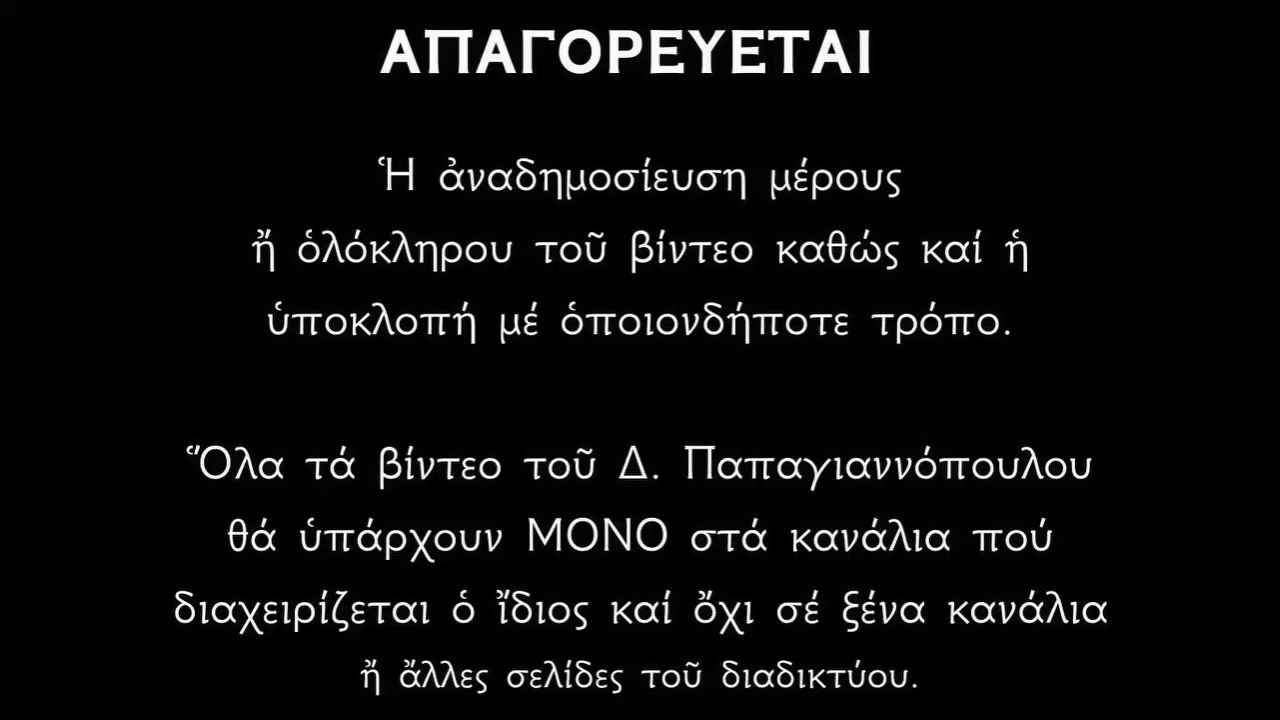 ΑΠΑΓΟΡΕΥΕΤΑΙ
Ἡ ἀναδημοσίευση μέρους
ἤ ὁλόκληρου τοῦ βίντεο καθώς καί ἡ
ὑποκλοπή μέ ὁποιονδήποτε τρόπο.
Ὅλα τά βίντεο τοῦ Δ. Παπαγιαννόπουλου
θά ὑπάρχουν ΜΟΝΟ στά κανάλια πού
διαχειρίζεται ὁ ἴδιος καί ὄχι σέ ξένα κανάλια
ἤ ἄλλες σελίδες τοῦ διαδικτύου.